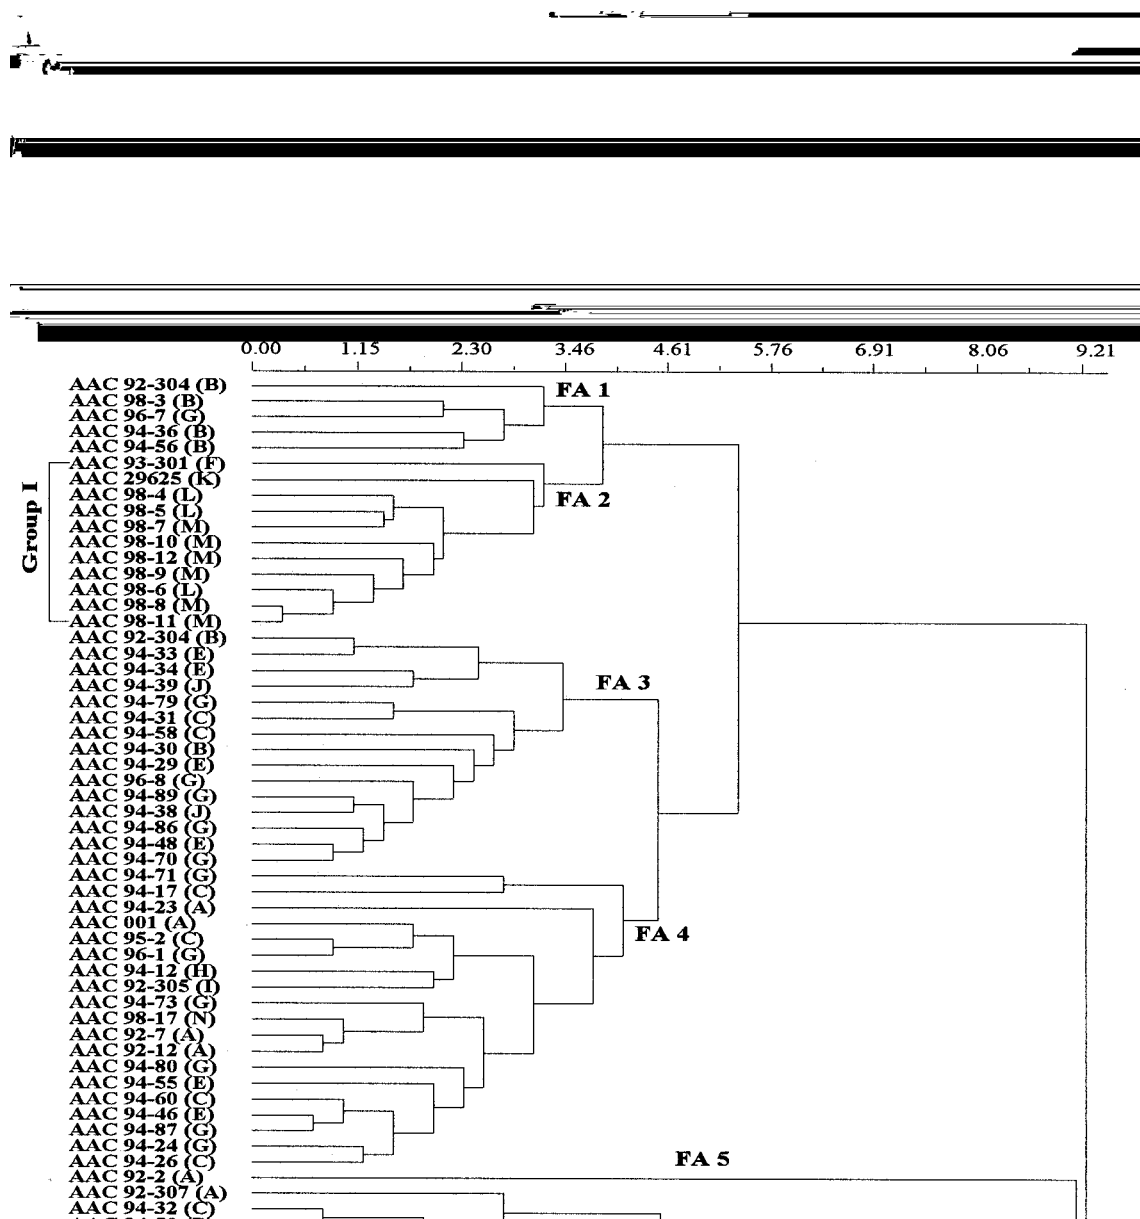 0.00 1.15 2.30 3.46 4.61 5.76 6.91 8.06 9.21
AAC 92-304 (B)
FA 1
AAC 98-3 (B)
AAC 96-7 (G)
AAC 94-36 (B)
AAC 94-56 (B)
Group I
AAC 93-301 (F)
AAC 29625 (K)
AAC 98-4 (L)
FA 2
AAC 98-5 (L)
AAC 98-7 (M)
AAC 98-10 (M)
AAC 98-12 (M)
AAC 98-9 (M)
AAC 98-6 (L)
AAC 98-8 (M)
AAC 98-11 (M)
AAC 92-304 (B)
AAC 94-33 (E)
AAC 94-34 (E)
FA 3
AAC 94-39 (J)
AAC 94-79 (G)
AAC 94-31 (C)
AAC 94-58 (C)
AAC 94-30 (B)
AAC 94-29 (E)
AAC 96-8 (G)
AAC 94-89 (G)
AAC 94-38 (J)
AAC 94-86 (G)
AAC 94-48 (E)
AAC 94-70 (G)
AAC 94-71 (G)
AAC 94-17 (C)
AAC 94-23 (A)
AAC 001 (A)
FA 4
AAC 95-2 (C)
AAC 96-1 (G)
AAC 94-12 (H)
AAC 92-305 (I)
AAC 94-73 (G)
AAC 98-17 (N)
AAC 92-7 (A)
AAC 92-12 (A)
AAC 94-80 (G)
AAC 94-55 (E)
AAC 94-60 (C)
AAC 94-46 (E)
AAC 94-87 (G)
AAC 94-24 (G)
AAC 94-26 (C)
FA 5
AAC 92-2 (A)
AAC 92-307 (A)
AAC 94-32 (C)